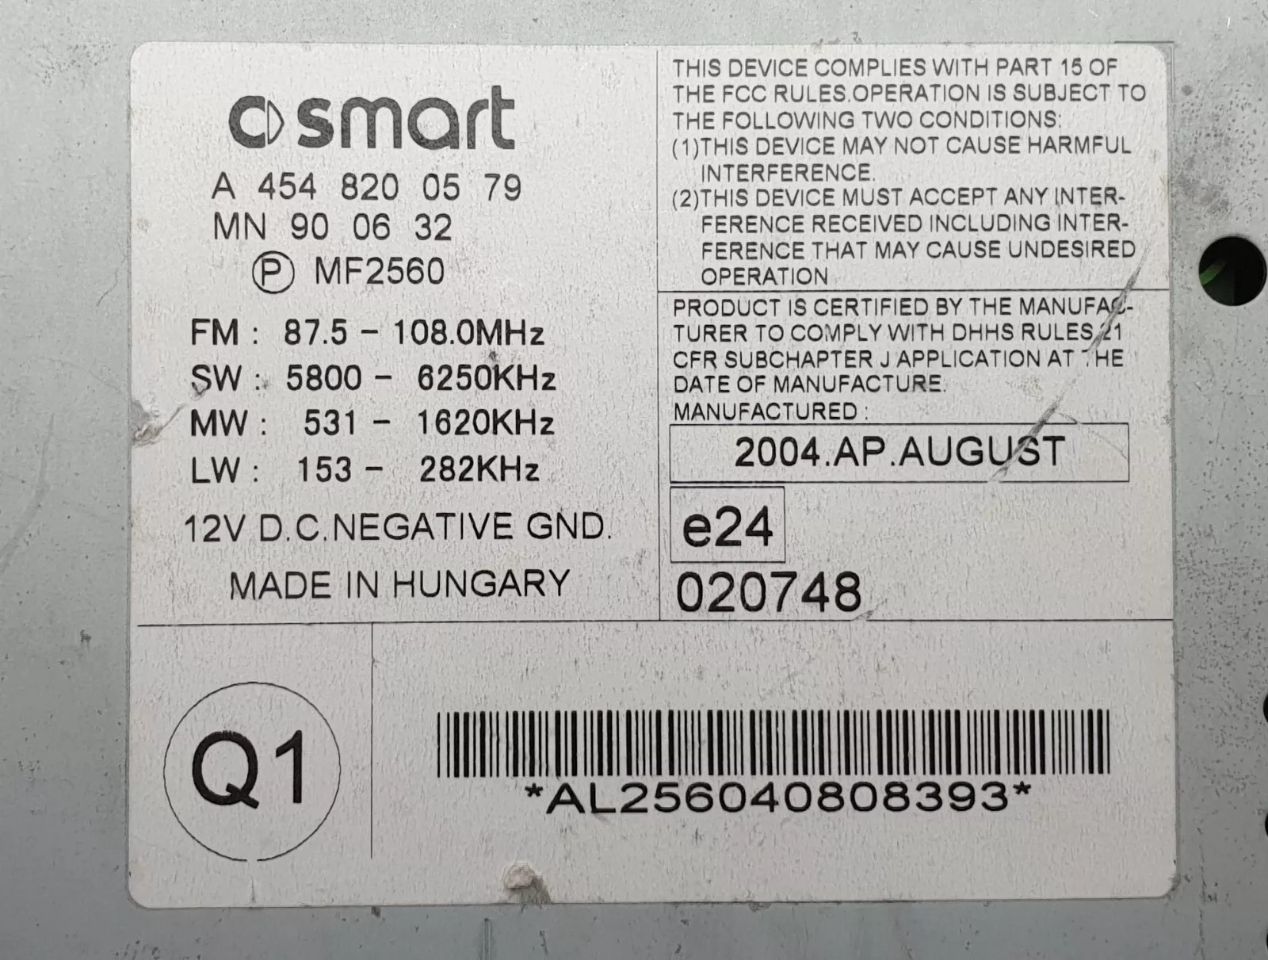 smart
A 454 820 05 79
MN 90 06 32
P MF2560
FM : 87.5 - 108.0MHz
SW : 5800 - 6250KHz
MW : 531 - 1620KHz
LW : 153 - 282KHz
12V D.C.NEGATIVE GND.
MADE IN HUNGARY
THIS DEVICE COMPLIES WITH PART 15 OF
THE FCC RULES.OPERATION IS SUBJECT TO
THE FOLLOWING TWO CONDITIONS:
(1)THIS DEVICE MAY NOT CAUSE HARMFUL
INTERFERENCE.
(2)THIS DEVICE MUST ACCEPT ANY INTER-
FERENCE RECEIVED INCLUDING INTER-
FERENCE THAT MAY CAUSE UNDESIRED
OPERATION
PRODUCT IS CERTIFIED BY THE MANUFAC-
TURER TO COMPLY WITH DHHS RULES 21
CFR SUBCHAPTER J APPLICATION AT THE
DATE OF MANUFACTURE.
MANUFACTURED :
2004.AP.AUGUST
e24
020748
Q1
*AL256040808393*